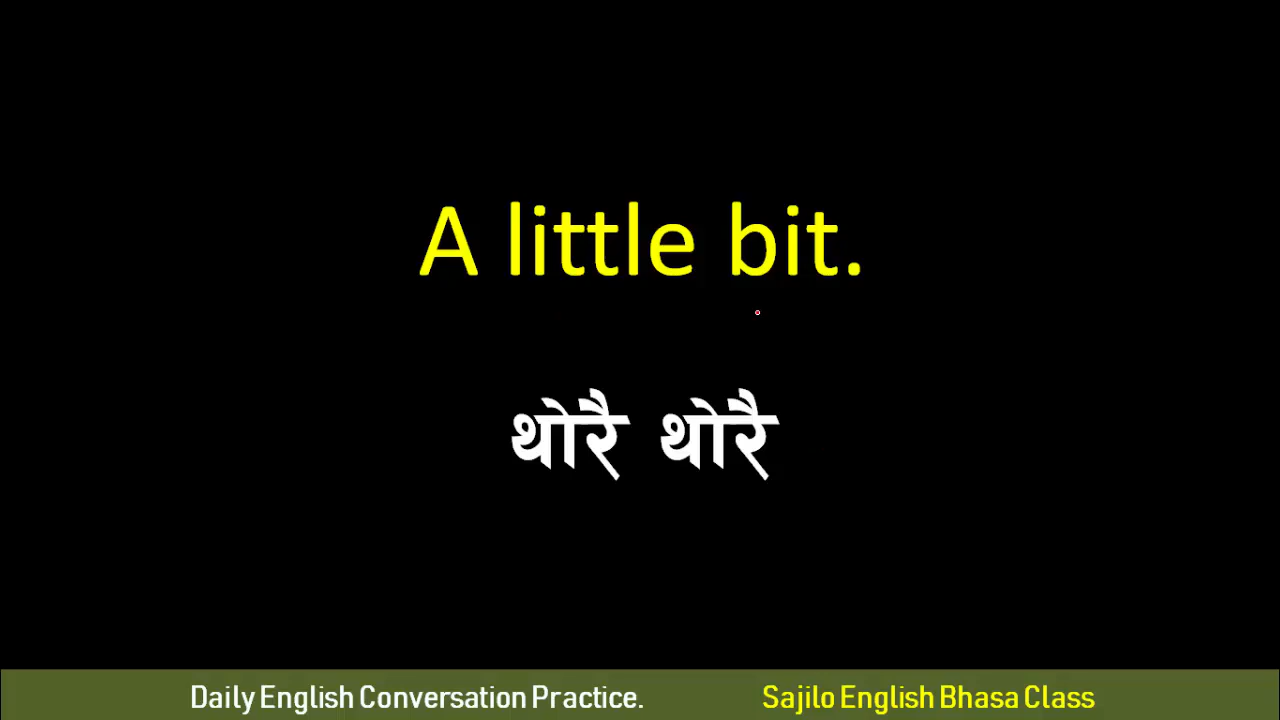 A little bit.
थोरै थोरै
Daily English Conversation Practice. Sajilo English Bhasa Class